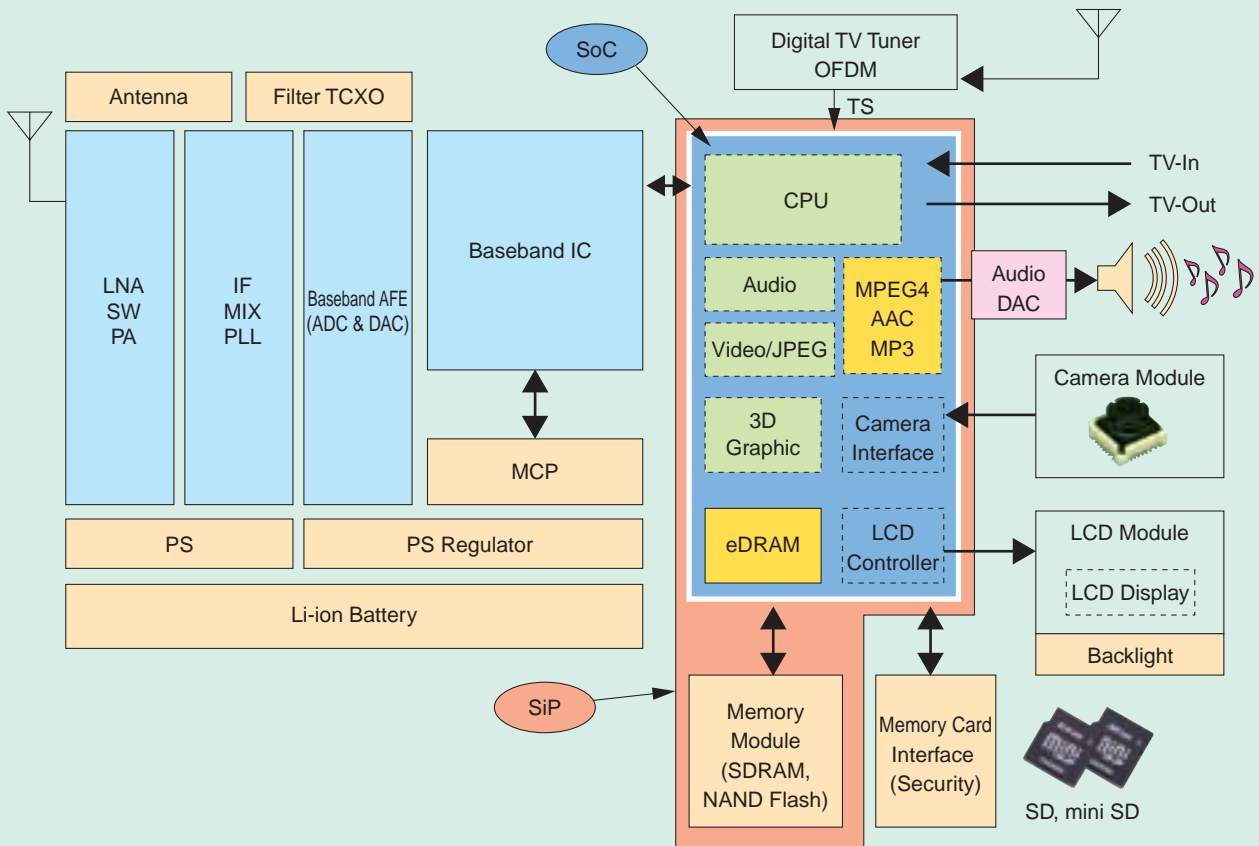 SoC
Digital TV Tuner
OFDM
TS
Antenna
Filter TCXO
LNA
SW
PA
IF
MIX
PLL
Baseband AFE
(ADC & DAC)
Baseband IC
MCP
PS
PS Regulator
Li-ion Battery
SiP
CPU
Audio
Video/JPEG
MPEG4
AAC
MP3
3D
Graphic
Camera
Interface
eDRAM
LCD
Controller
TV-In
TV-Out
Audio
DAC
Camera Module
LCD Module
LCD Display
Backlight
Memory
Module
(SDRAM,
NAND Flash)
Memory Card
Interface
(Security)
mini
mini
SD, mini SD